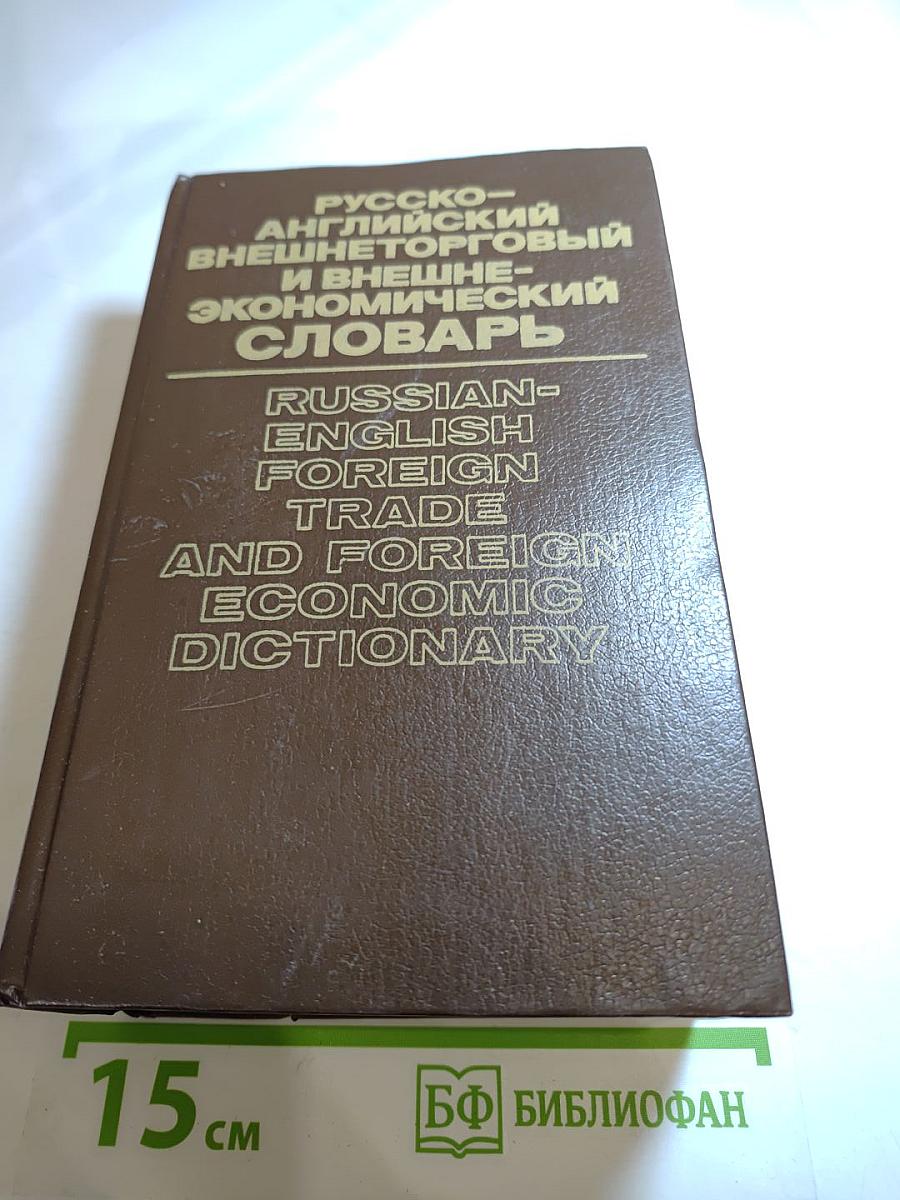 РУССКО-
АНГЛИЙСКИЙ
ВНЕШНЕТОРГОВЫЙ
И ВНЕШНЕ-
ЭКОНОМИЧЕСКИЙ
СЛОВАРЬ
RUSSIAN-
ENGLISH
FOREIGN
TRADE
AND FOREIGN
ECONOMIC
DICTIONARY
15 см
БФ БИБЛИОФАН